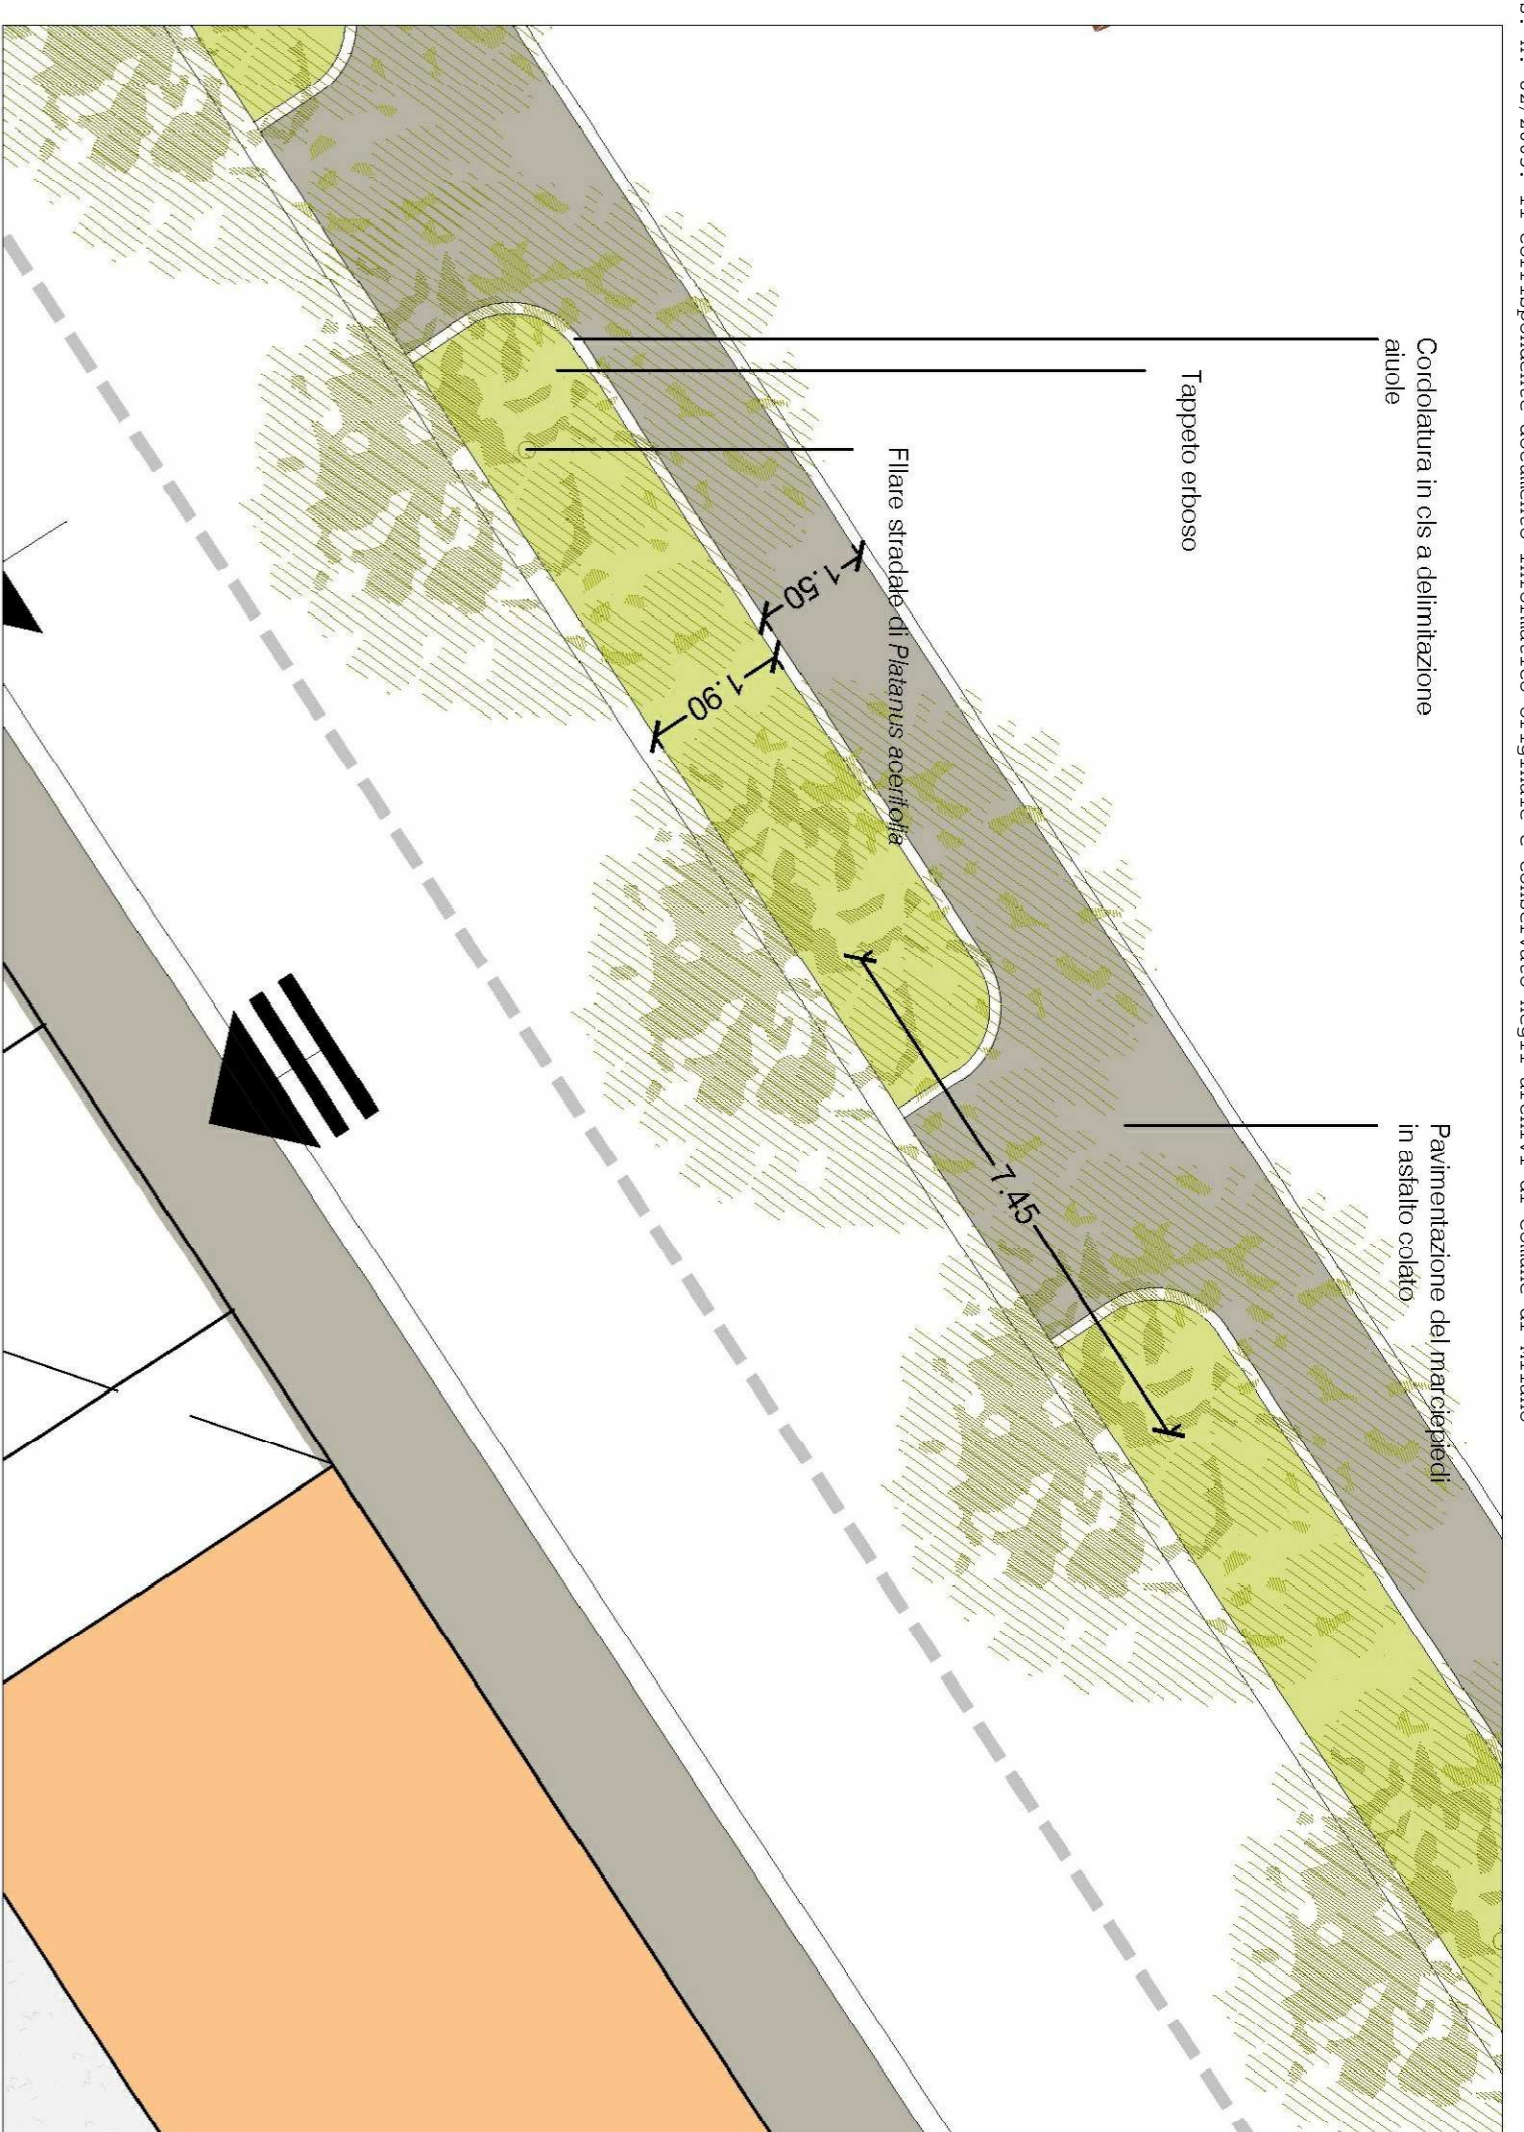 Cordolatura in cls a delimitazione
aiuole
Tappeto erboso
FIlare stradale di Platanus acerifolia
Pavimentazione del marciepiedi
in asfalto colato
1.50
1.90
7.45